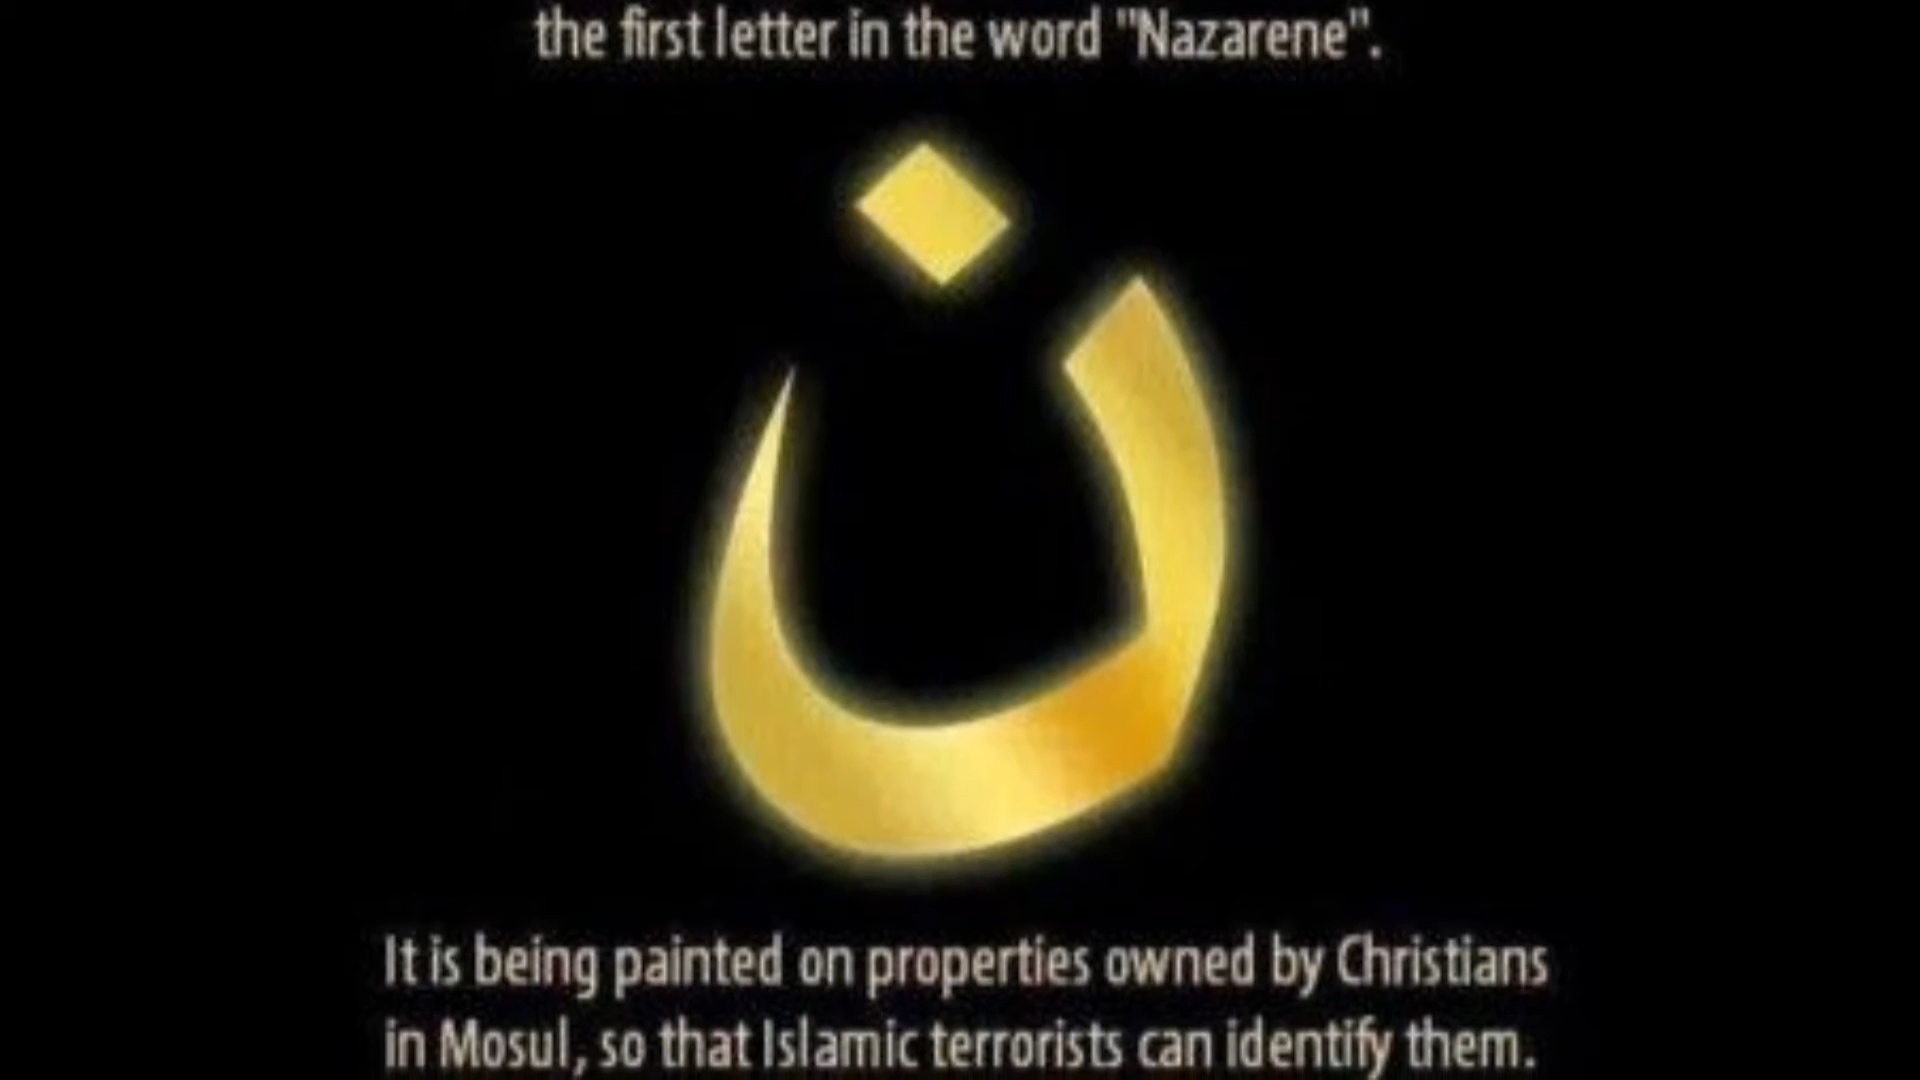 the first letter in the word "Nazarene".
ن
It is being painted on properties owned by Christians
in Mosul, so that Islamic terrorists can identify them.